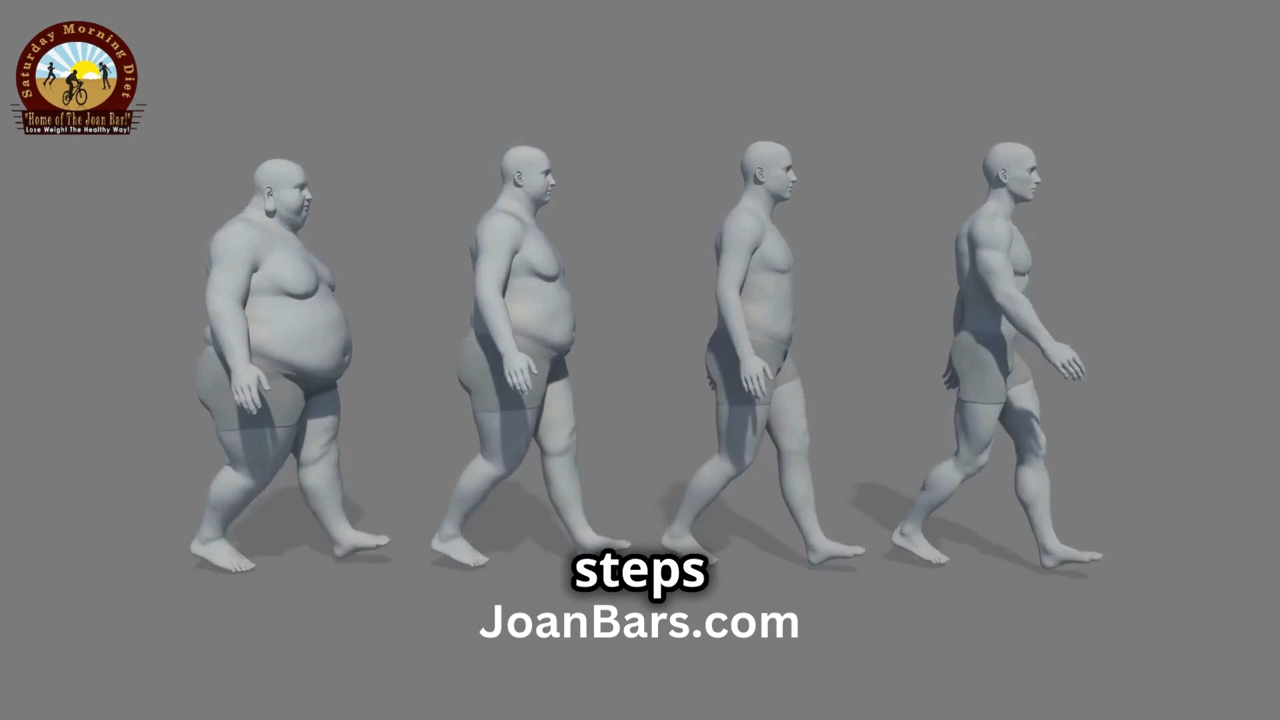 Saturday Morning Diet
"Home of The Joan Bar!"
Lose Weight The Healthy Way!
steps
JoanBars.com